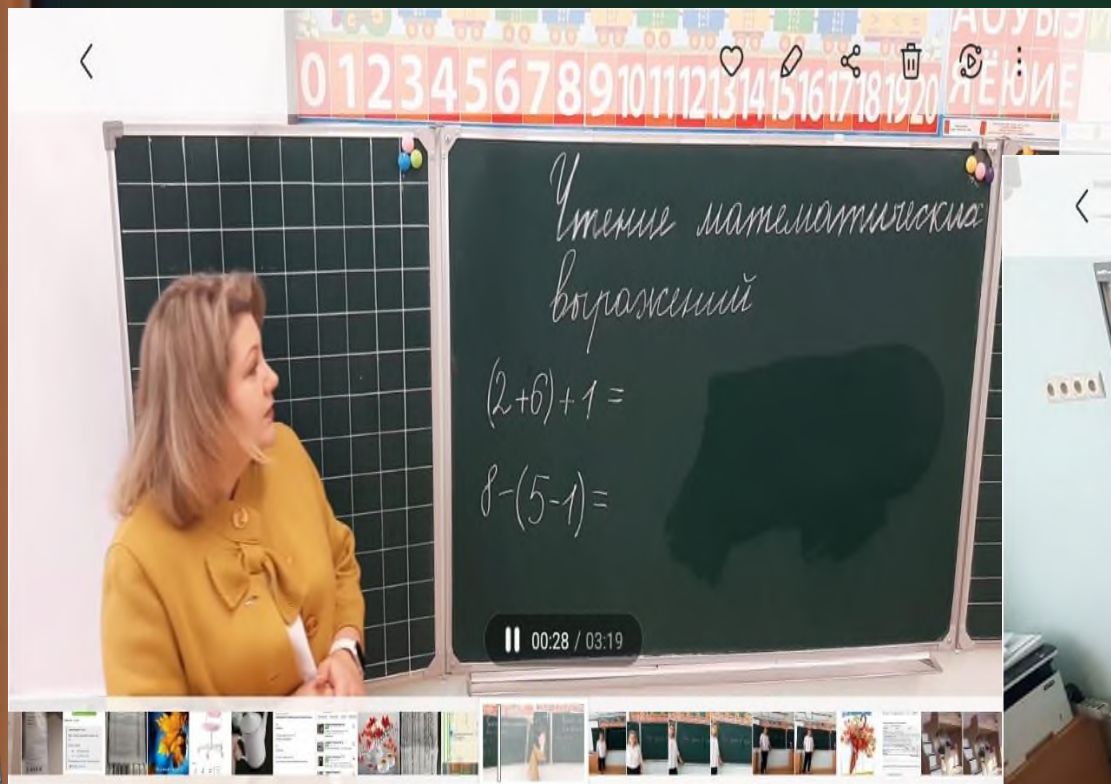 0 1 2 3 4 5 6 7 8 9 10 11 12 13 14 15 16 17 18 19 20
А О У Ы Э И
Я Ё Ю И Е
Чтение математических
выражений
(2+6)+1=
8-(5-1)=
00:28 / 03:19